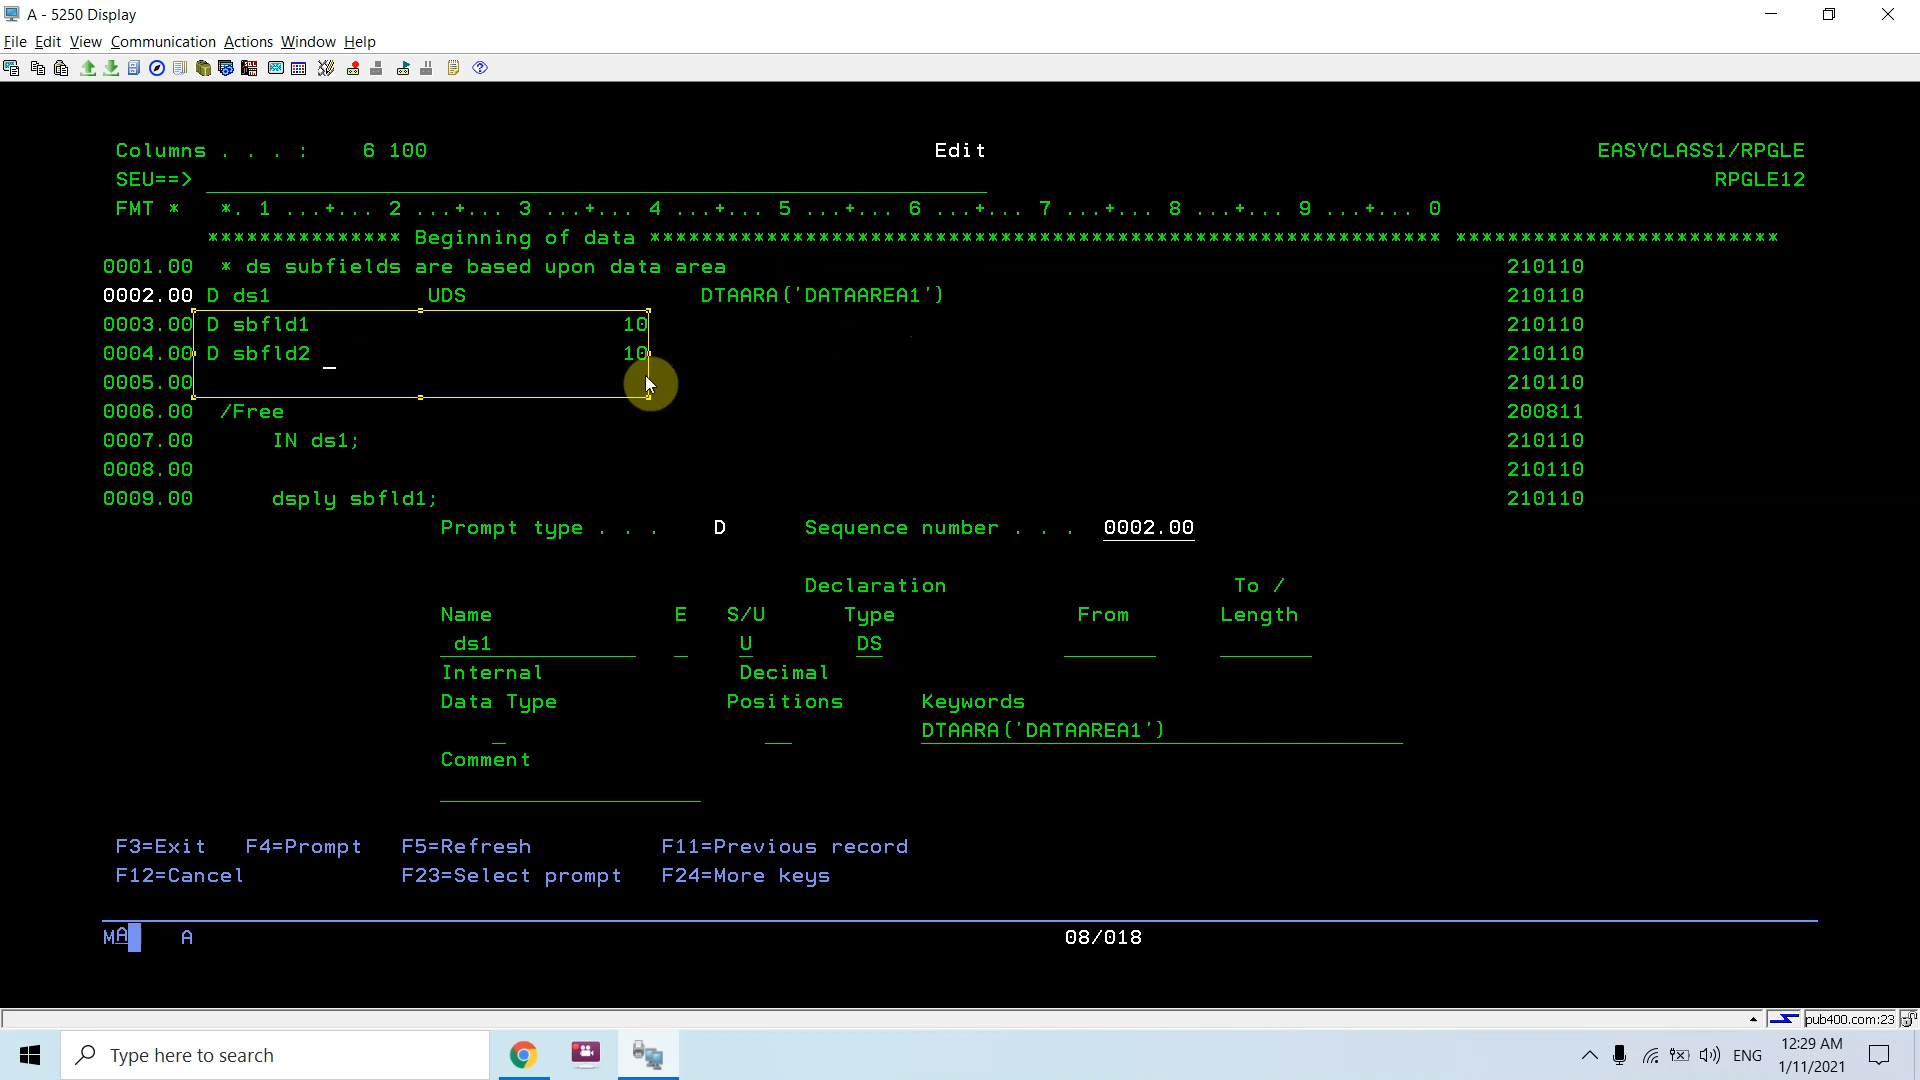 A - 5250 Display
File Edit View Communication Actions Window Help
Columns . . . : 6 100 Edit EASYCLASS1/RPGLE
SEU==> RPGLE12
FMT * *. 1 ...+... 2 ...+... 3 ...+... 4 ...+... 5 ...+... 6 ...+... 7 ...+... 8 ...+... 9 ...+... 0
*************** Beginning of data ************************************************************* *************************
0001.00 * ds subfields are based upon data area 210110
0002.00 D ds1 UDS DTAARA('DATAAREA1') 210110
0003.00 D sbfld1 10 210110
0004.00 D sbfld2 10 210110
0005.00 210110
0006.00 /Free 200811
0007.00 IN ds1; 210110
0008.00 210110
0009.00 dsply sbfld1; 210110
Prompt type . . . D Sequence number . . . 0002.00
Declaration To /
Name E S/U Type From Length
ds1 U DS
Internal Decimal
Data Type Positions Keywords
DTAARA('DATAAREA1')
Comment
F3=Exit F4=Prompt F5=Refresh F11=Previous record
F12=Cancel F23=Select prompt F24=More keys
MA A 08/018
pub400.com:23
Type here to search
ENG
12:29 AM
1/11/2021